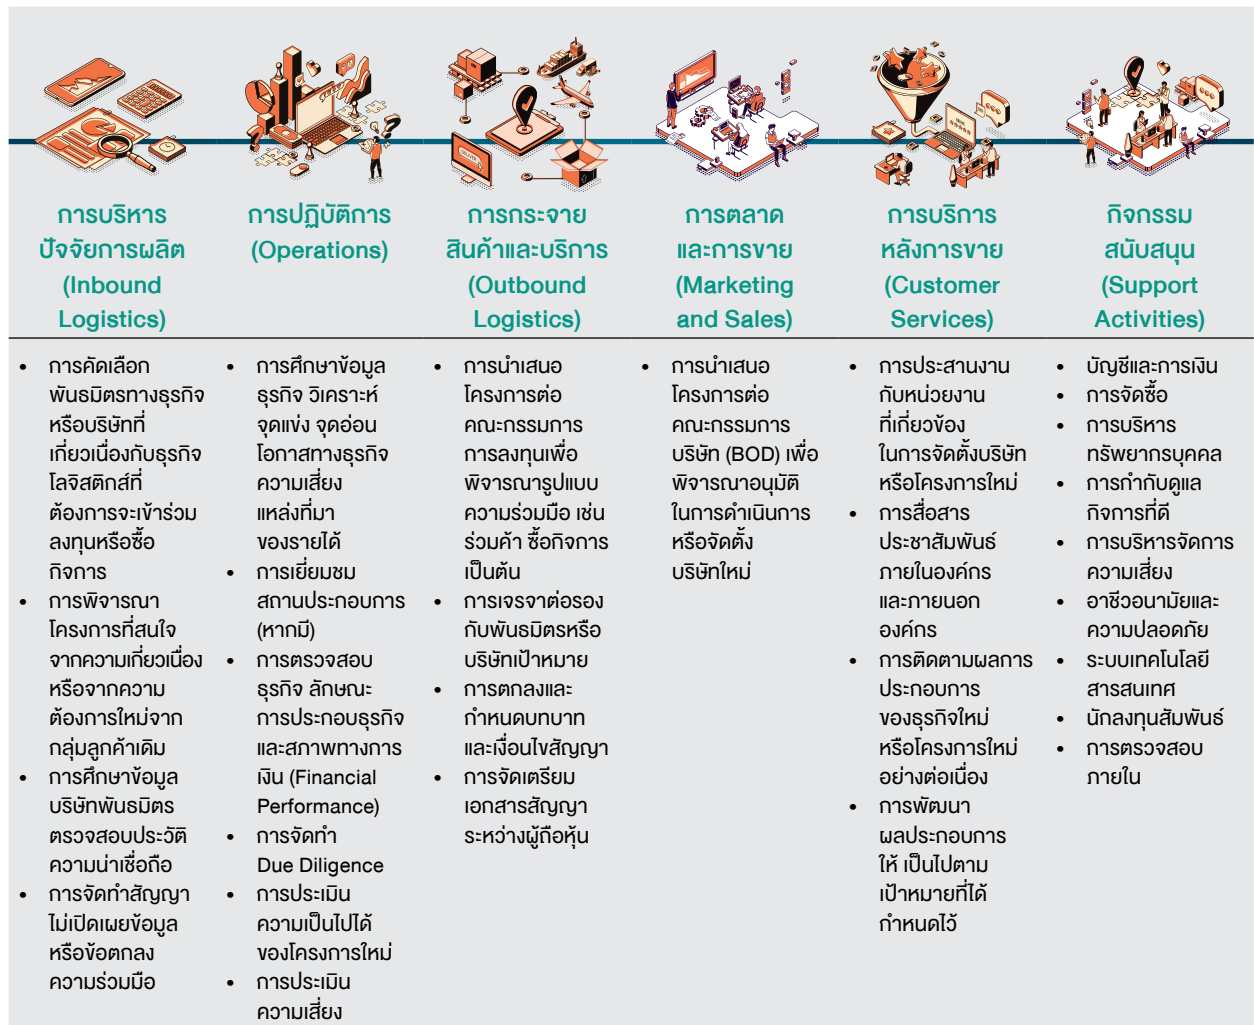 การบริหาร
ปัจจัยการผลิต
(Inbound
Logistics)
การปฏิบัติการ
(Operations)
การกระจาย
สินค้าและบริการ
(Outbound
Logistics)
การตลาด
และการขาย
(Marketing
and Sales)
การบริการ
หลังการขาย
(Customer
Services)
กิจกรรม
สนับสนุน
(Support
Activities)
• การคัดเลือก
พันธมิตรทางธุรกิจ
หรือบริษัทที่
เกี่ยวเนื่องกับธุรกิจ
โลจิสติกส์ที่
ต้องการจะเข้าร่วม
ลงทุนหรือซื้อ
กิจการ
• การพิจารณา
โครงการที่สนใจ
จากความเกี่ยวเนื่อง
หรือจากความ
ต้องการใหม่จาก
กลุ่มลูกค้าเดิม
• การศึกษาข้อมูล
บริษัทพันธมิตร
ตรวจสอบประวัติ
ความน่าเชื่อถือ
• การจัดทำสัญญา
ไม่เปิดเผยข้อมูล
หรือข้อตกลง
ความร่วมมือ
• การศึกษาข้อมูล
ธุรกิจ วิเคราะห์
จุดแข่ง จุดอ่อน
โอกาสทางธุรกิจ
ความเสี่ยง
แหล่งที่มา
ของรายได้
• การเยี่ยมชม
สถานประกอบการ
(หากมี)
• การตรวจสอบ
ธุรกิจ ลักษณะ
การประกอบธุรกิจ
และสภาพทางการ
เงิน (Financial
Performance)
• การจัดทำ
Due Diligence
• การประเมิน
ความเป็นไปได้
ของโครงการใหม่
• การประเมิน
ความเสี่ยง
• การนำเสนอ
โครงการต่อ
คณะกรรมการ
การลงทุนเพื่อ
พิจารณารูปแบบ
ความร่วมมือ เช่น
ร่วมค้า ซื้อกิจการ
เป็นต้น
• การเจรจาต่อรอง
กับพันธมิตรหรือ
บริษัทเป้าหมาย
• การตกลงและ
กำหนดบทบาท
และเงื่อนไขสัญญา
• การจัดเตรียม
เอกสารสัญญา
ระหว่างผู้ถือหุ้น
• การนำเสนอ
โครงการต่อ
คณะกรรมการ
บริษัท (BOD) เพื่อ
พิจารณาอนุมัติ
ในการดำเนินการ
หรือจัดตั้ง
บริษัทใหม่
• การประสานงาน
กับหน่วยงาน
ที่เกี่ยวข้อง
ในการจัดตั้งบริษัท
หรือโครงการใหม่
• การสื่อสาร
ประชาสัมพันธ์
ภายในองค์กร
และภายนอก
องค์กร
• การติดตามผลการ
ประกอบการ
ของธุรกิจใหม่
หรือโครงการใหม่
อย่างต่อเนื่อง
• การพัฒนา
ผลประกอบการ
ให้ เป็นไปตาม
เป้าหมายที่ได้
กำหนดไว้
• บัญชีและการเงิน
• การจัดซื้อ
• การบริหาร
ทรัพยากรบุคคล
• การกำกับดูแล
กิจการที่ดี
• การบริหารจัดการ
ความเสี่ยง
• อาชีวอนามัยและ
ความปลอดภัย
• ระบบเทคโนโลยี
สารสนเทศ
• นักลงทุนสัมพันธ์
• การตรวจสอบ
ภายใน